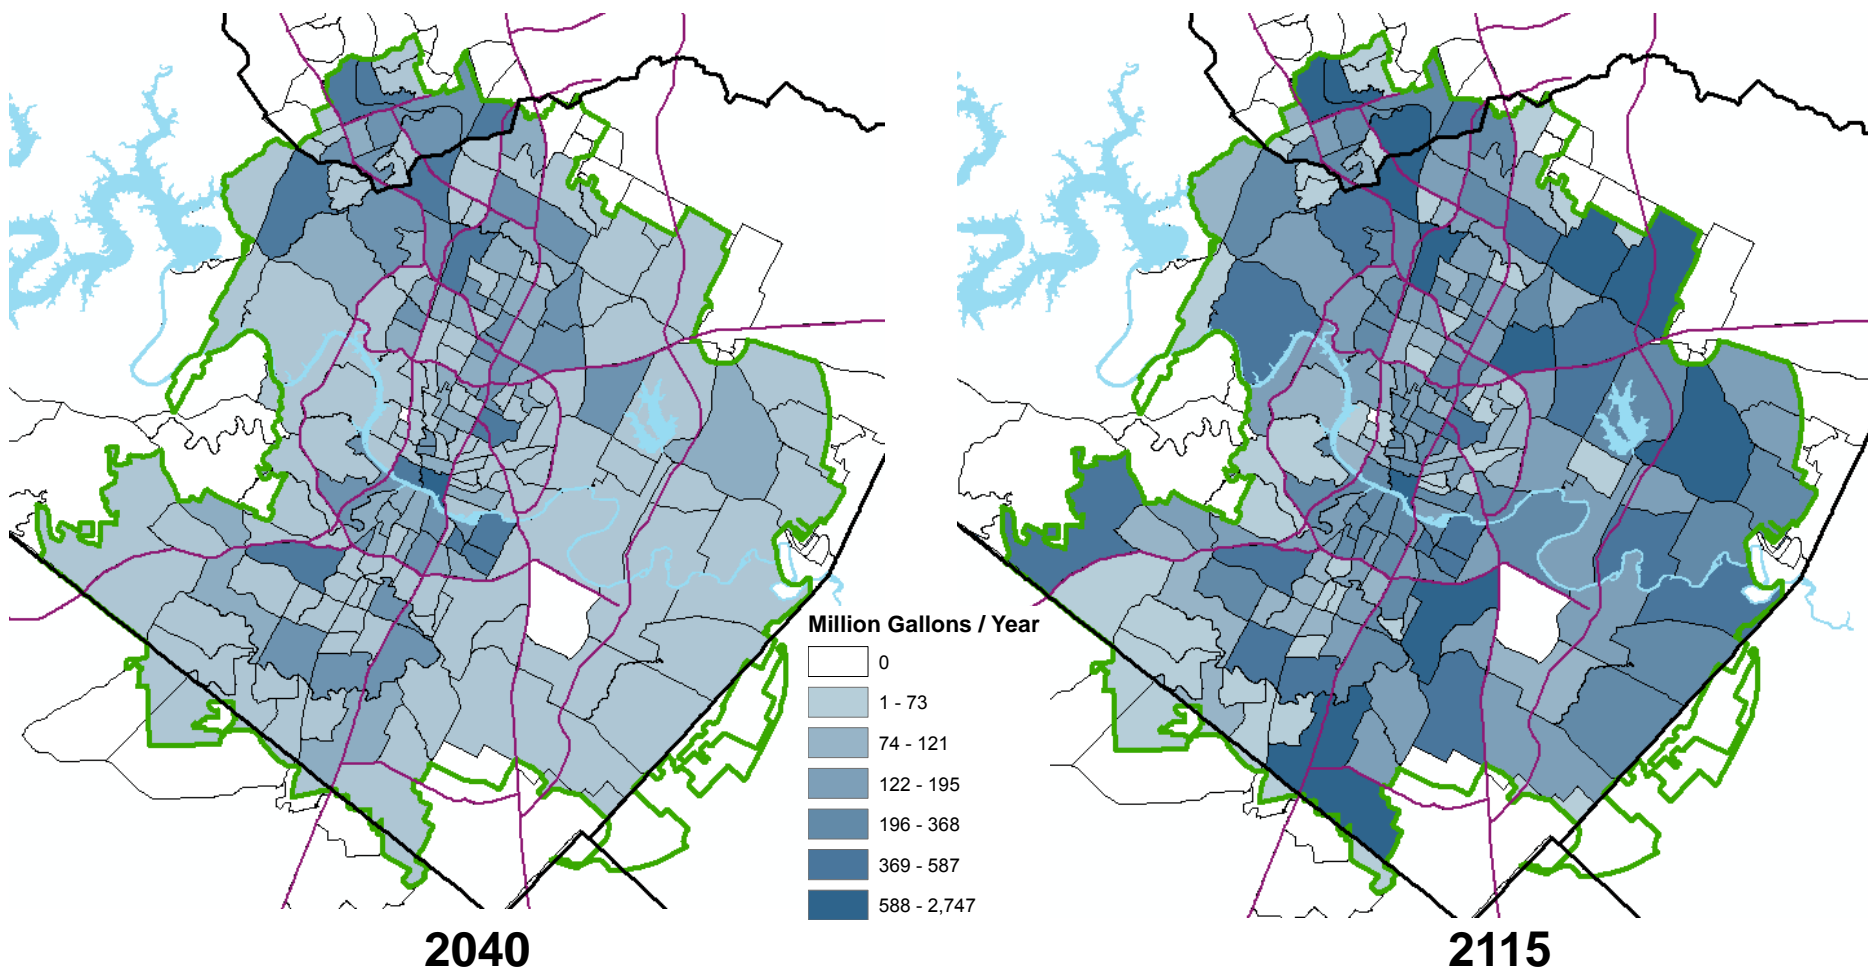 Million Gallons / Year
0
1 - 73
74 - 121
122 - 195
196 - 368
369 - 587
588 - 2,747
2040
2115